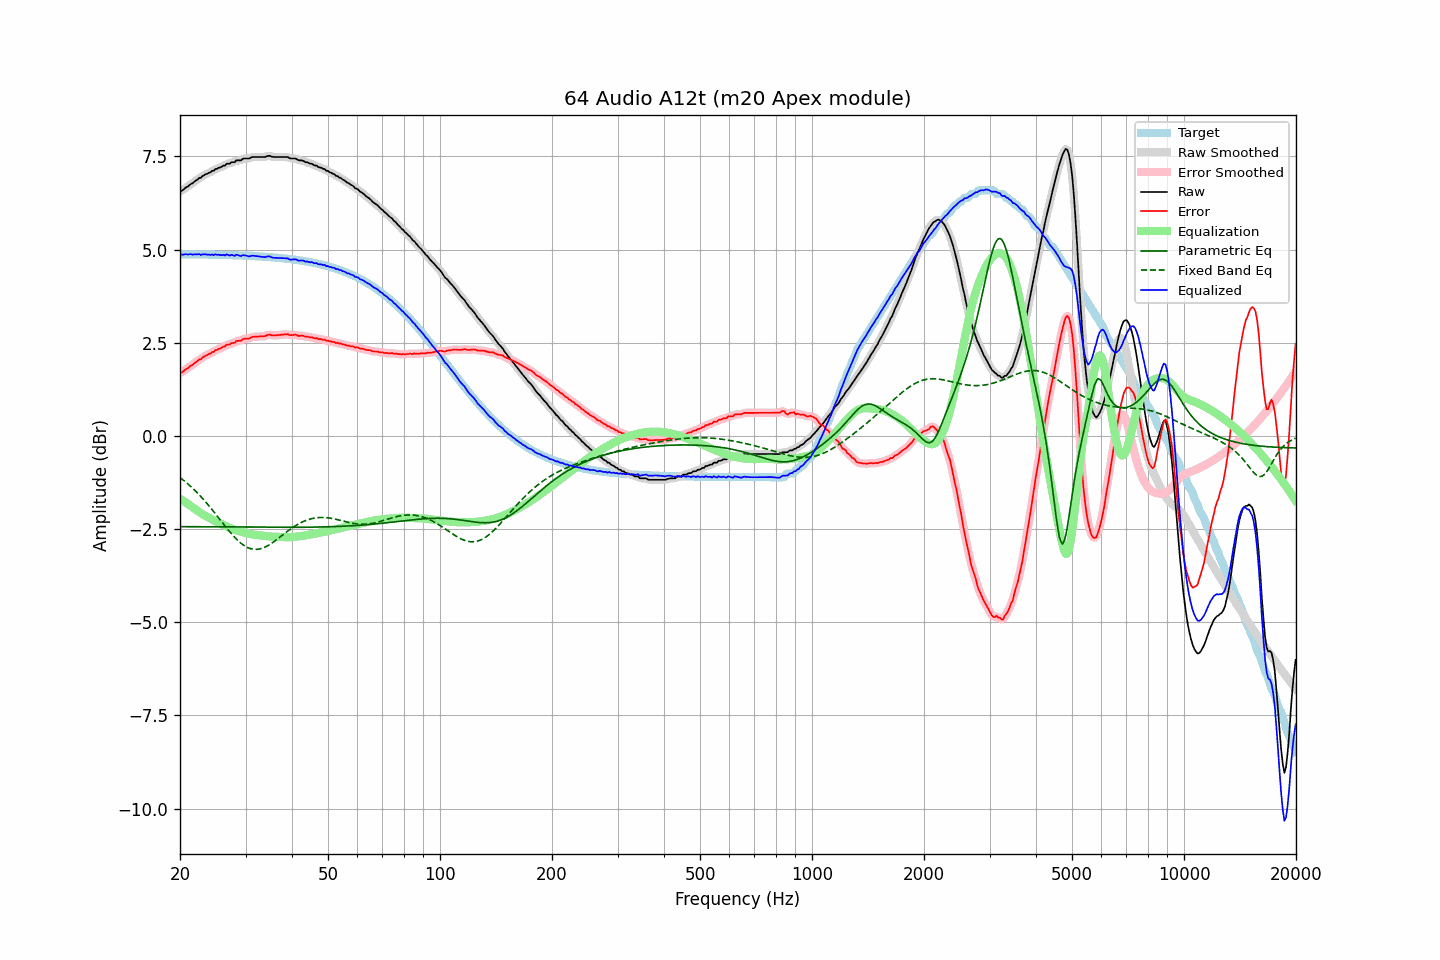 64 Audio A12t (m20 Apex module)
Target
Raw Smoothed
Error Smoothed
Raw
Error
Equalization
Parametric Eq
Fixed Band Eq
Equalized
Amplitude (dBr)
7.5
5.0
2.5
0.0
−2.5
−5.0
−7.5
−10.0
20 50 100 200 500 1000 2000 5000 10000 20000
Frequency (Hz)